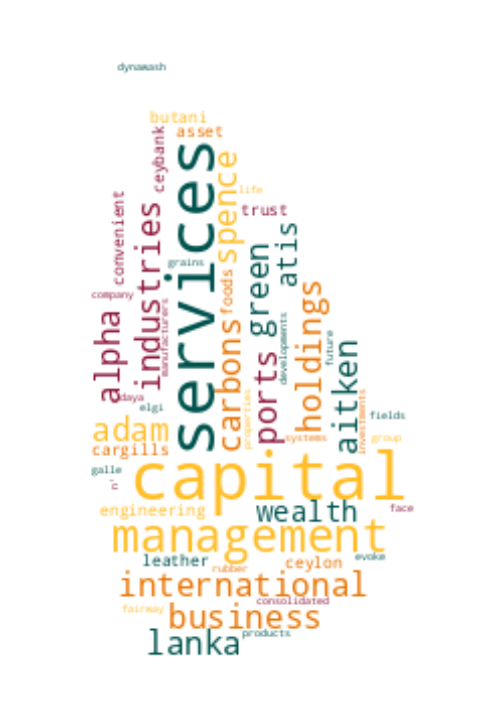 dynawash
butani
asset
ceybank
services
spence
life
trust
convenient
industries
atis
grains
green
company
foods
holdings
manufacturers
alpha
carbons
ports
developments
future
aitken
daya
elgi
properties
investments
fields
adam
systems
group
cargills
capital
galle
c
engineering
wealth
face
management
leather
rubber
ceylon
evoke
international
consolidated
fairway
business
products
lanka